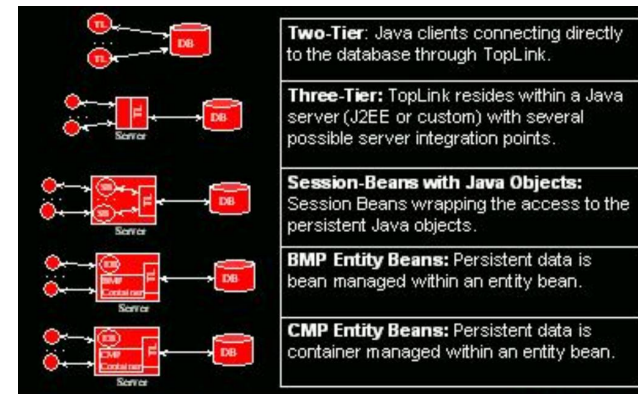 TL
TL
DB
Two-Tier: Java clients connecting directly
to the database through TopLink.
TL
DB
Server
Three-Tier: TopLink resides within a Java
server (J2EE or custom) with several
possible server integration points.
SB
SB
TL
DB
Server
Session-Beans with Java Objects:
Session Beans wrapping the access to the
persistent Java objects.
BMP
Container
TL
DB
Server
BMP Entity Beans: Persistent data is
bean managed within an entity bean.
CMP
Container
TL
DB
Server
CMP Entity Beans: Persistent data is
container managed within an entity bean.